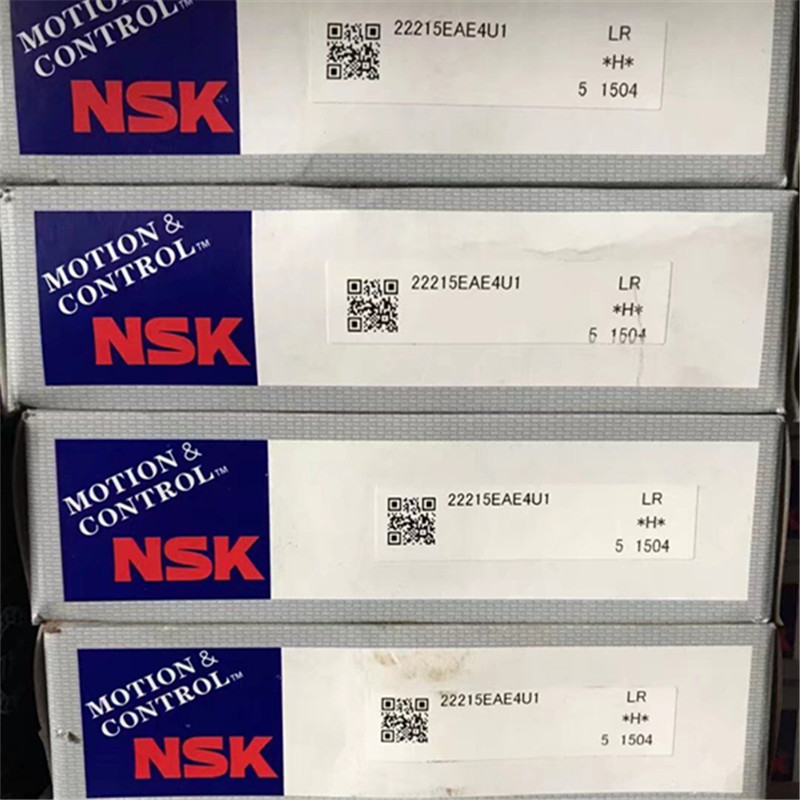 MOTION &
CONTROL™
NSK
22215EAE4U1 LR
*H*
5 1504
MOTION &
CONTROL™
NSK
22215EAE4U1 LR
*H*
5 1504
MOTION &
CONTROL™
NSK
22215EAE4U1 LR
*H*
5 1504
MOTION &
CONTROL™
NSK
22215EAE4U1 LR
*H*
5 1504